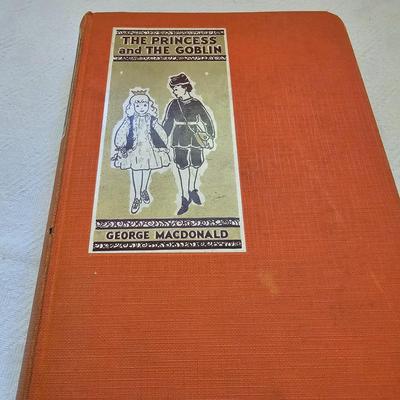 THE PRINCESS
and THE GOBLIN
GEORGE MACDONALD